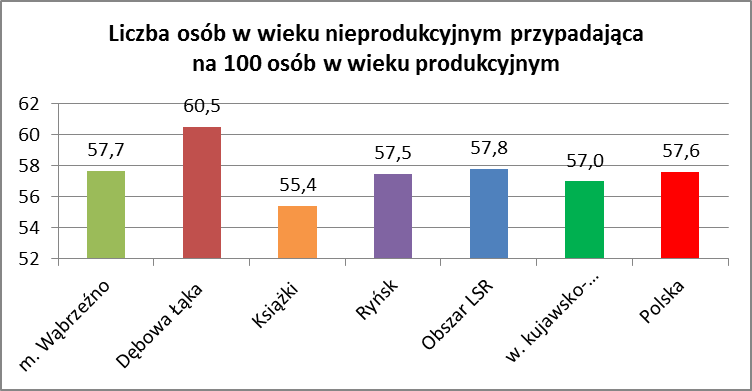 Liczba osób w wieku nieprodukcyjnym przypadająca
na 100 osób w wieku produkcyjnym
62
60
58
56
54
52
57,7
60,5
55,4
57,5
57,8
57,0
57,6
m. Wąbrzeźno
Dębowa Łąka
Książki
Ryńsk
Obszar LSR
w. kujawsko-...
Polska